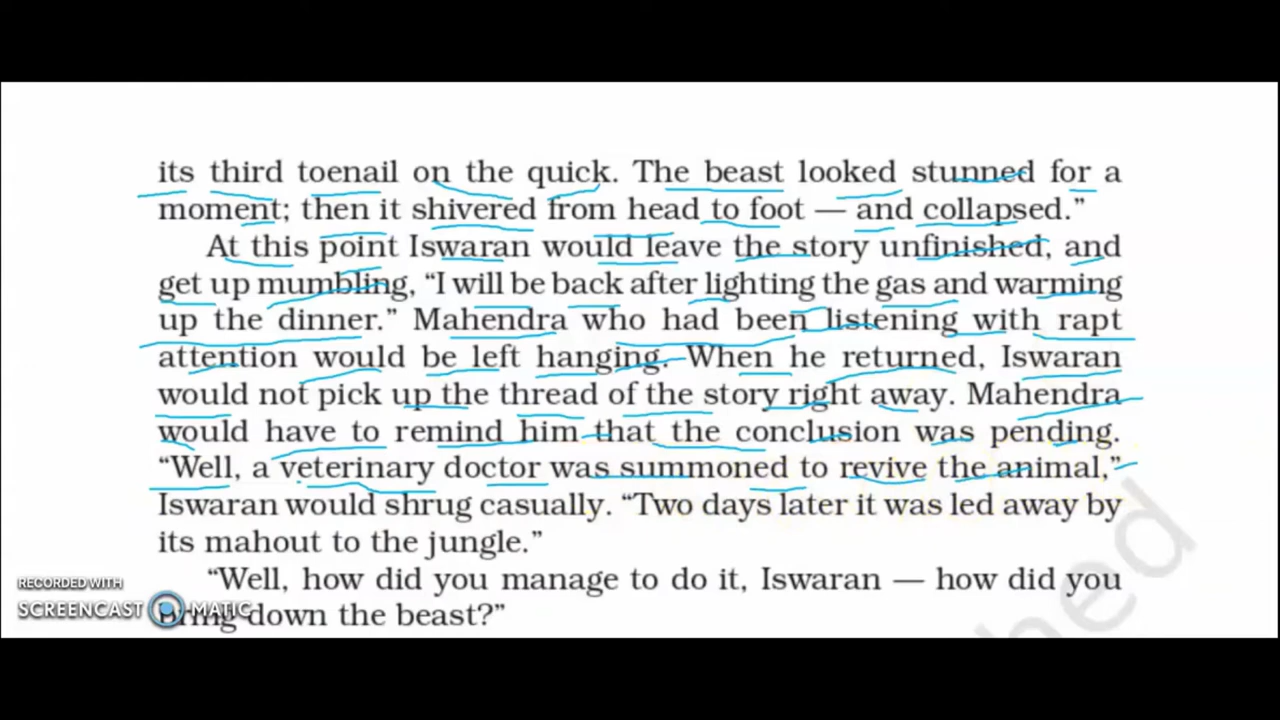 its third toenail on the quick. The beast looked stunned for a
moment; then it shivered from head to foot — and collapsed.”
At this point Iswaran would leave the story unfinished, and
get up mumbling, “I will be back after lighting the gas and warming
up the dinner.” Mahendra who had been listening with rapt
attention would be left hanging. When he returned, Iswaran
would not pick up the thread of the story right away. Mahendra
would have to remind him that the conclusion was pending.
“Well, a veterinary doctor was summoned to revive the animal,”
Iswaran would shrug casually. “Two days later it was led away by
its mahout to the jungle.”
“Well, how did you manage to do it, Iswaran — how did you
bring down the beast?”
RECORDED WITH
SCREENCAST MATIC